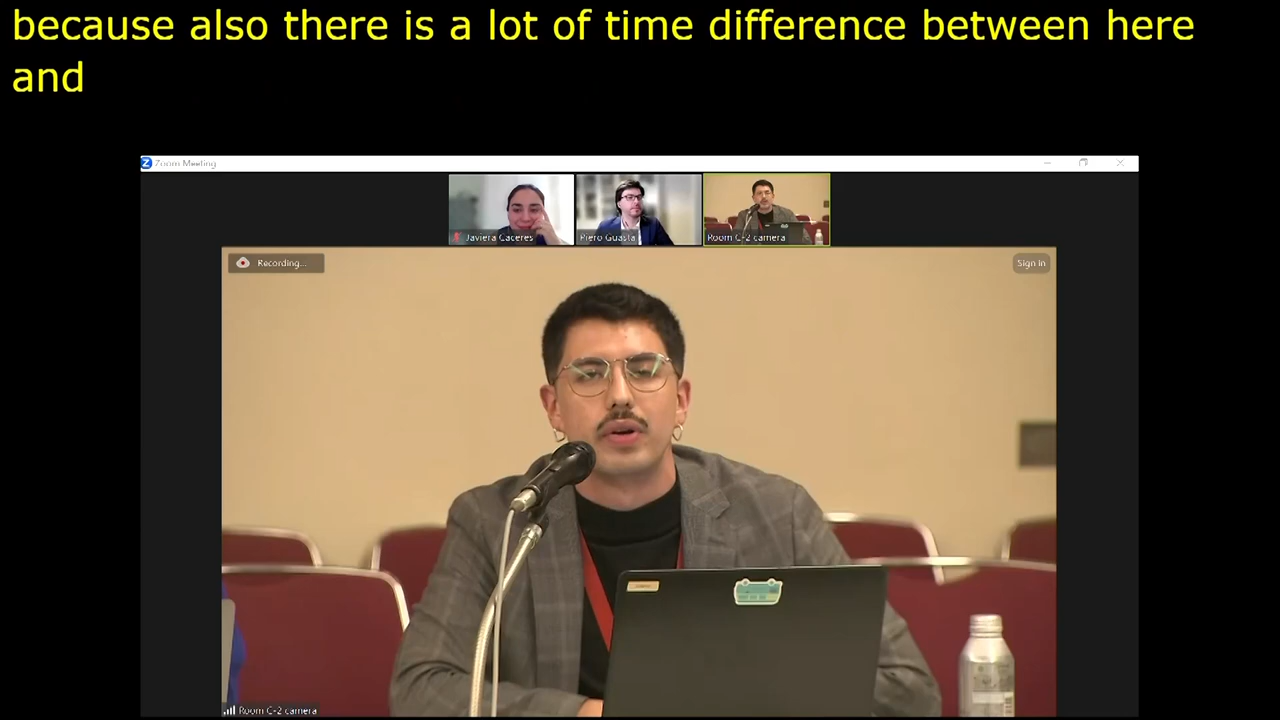 because also there is a lot of time difference between here
and
Zoom Meeting
Javiera Caceres
Piero Guasta
Room C-2 camera
Recording...
Sign in
Room C-2 camera